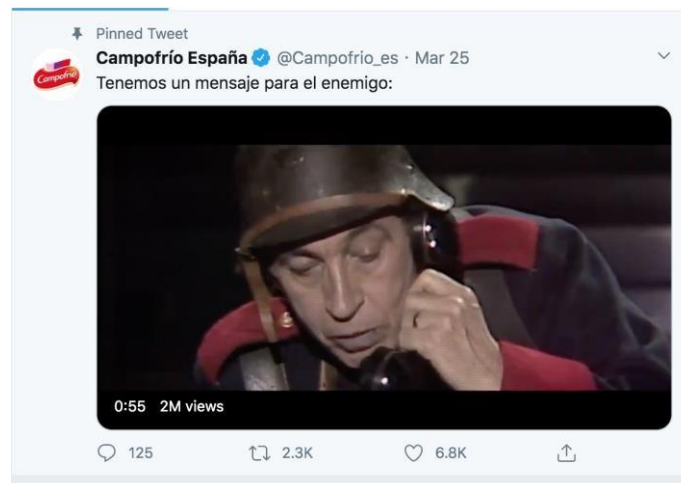 Pinned Tweet
Campofrío España @Campofrio_es · Mar 25
Tenemos un mensaje para el enemigo:
Campofrío
0:55 2M views
125 2.3K 6.8K